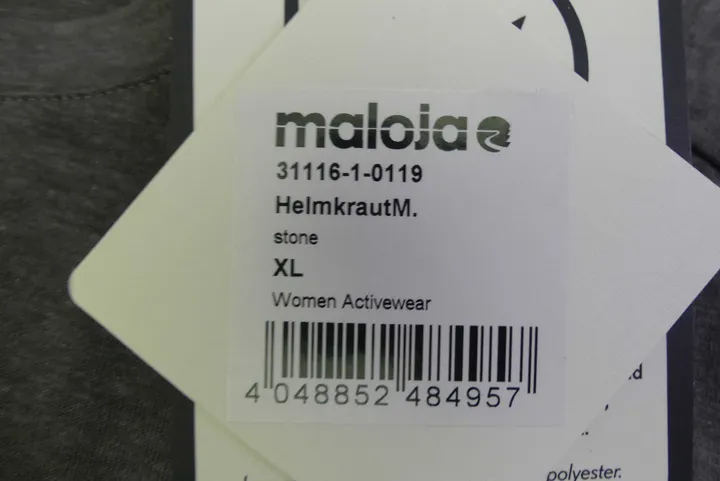 maloja
31116-1-0119
HelmkrautM.
stone
XL
Women Activewear
4 048852 484957
d
,
polyester.